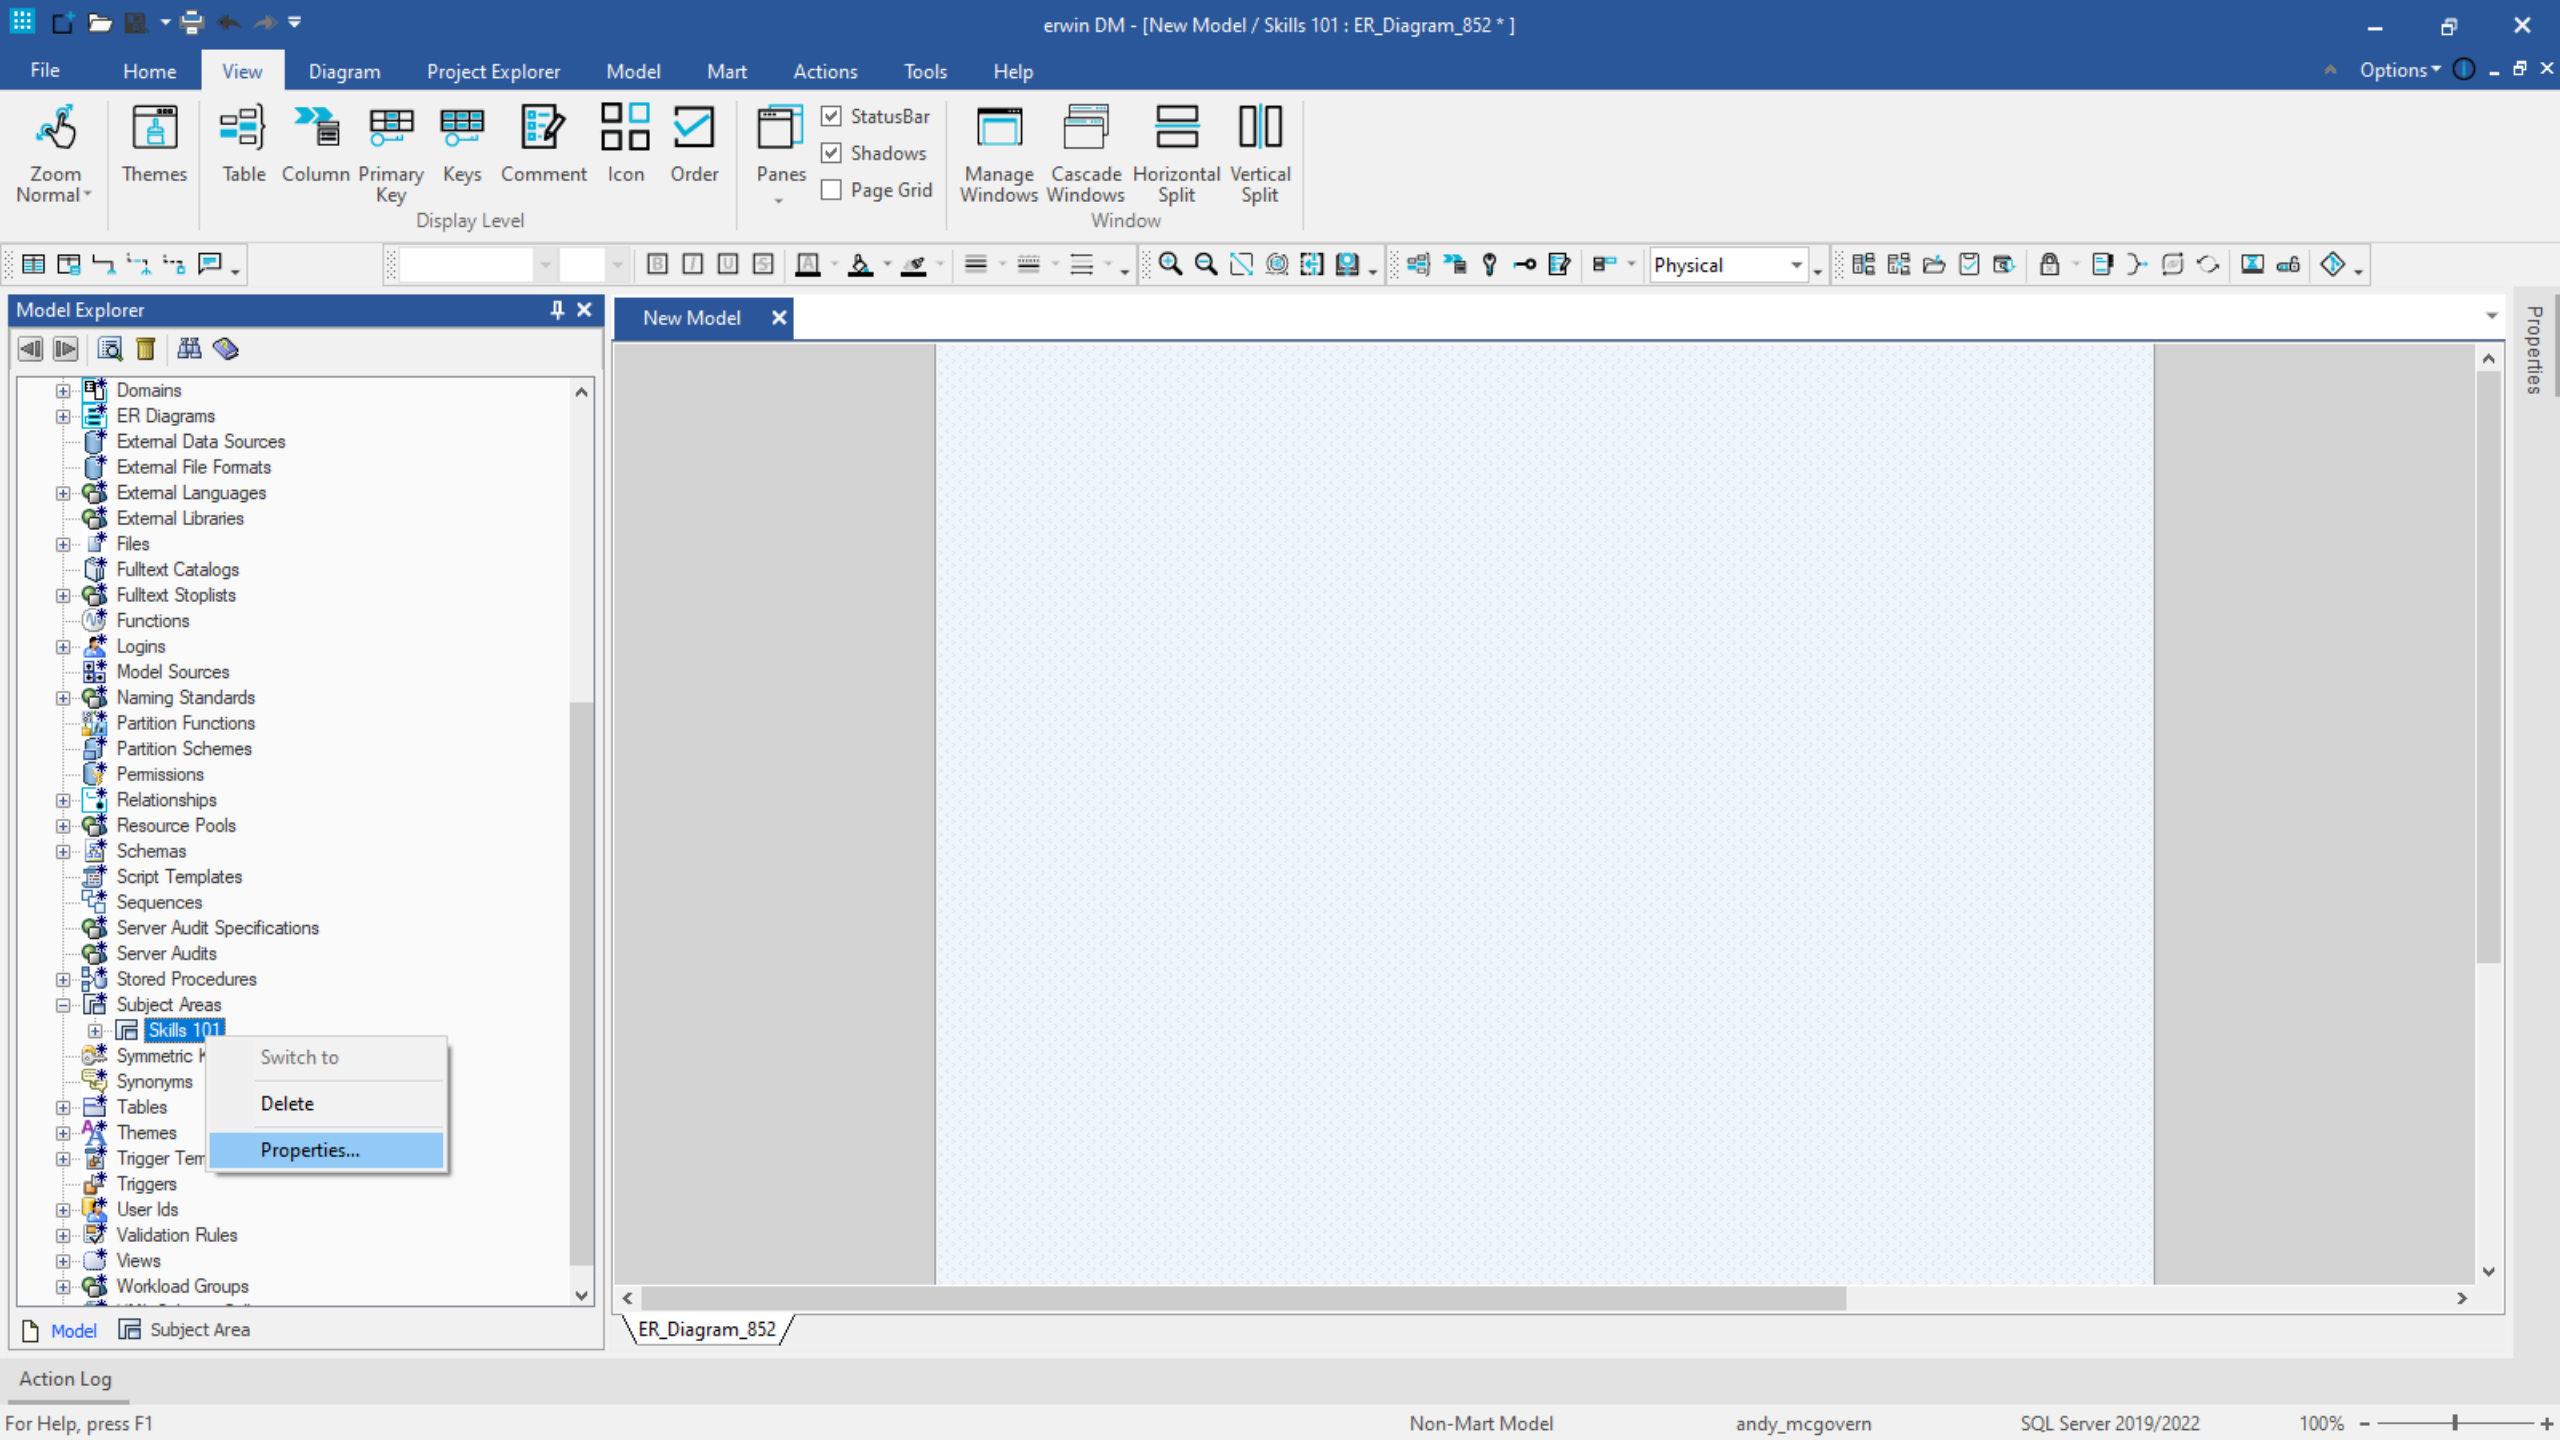 erwin DM - [New Model / Skills 101 : ER_Diagram_852 * ]
File Home View Diagram Project Explorer Model Mart Actions Tools Help Options
Zoom Normal Themes Table Column Primary Key Keys Comment Icon Order
Display Level
Panes StatusBar
Shadows
Page Grid
Manage Windows Cascade Windows Horizontal Split Vertical Split
Window
B I U S A Physical
Model Explorer
New Model
Properties
Domains
ER Diagrams
External Data Sources
External File Formats
External Languages
External Libraries
Files
Fulltext Catalogs
Fulltext Stoplists
Functions
Logins
Model Sources
Naming Standards
Partition Functions
Partition Schemes
Permissions
Relationships
Resource Pools
Schemas
Script Templates
Sequences
Server Audit Specifications
Server Audits
Stored Procedures
Subject Areas
Skills 101
Symmetric K
Synonyms
Tables
Themes
Trigger Tem
Triggers
User Ids
Validation Rules
Views
Workload Groups
Switch to
Delete
Properties...
Model Subject Area
ER_Diagram_852
Action Log
For Help, press F1 Non-Mart Model andy_mcgovern SQL Server 2019/2022 100%